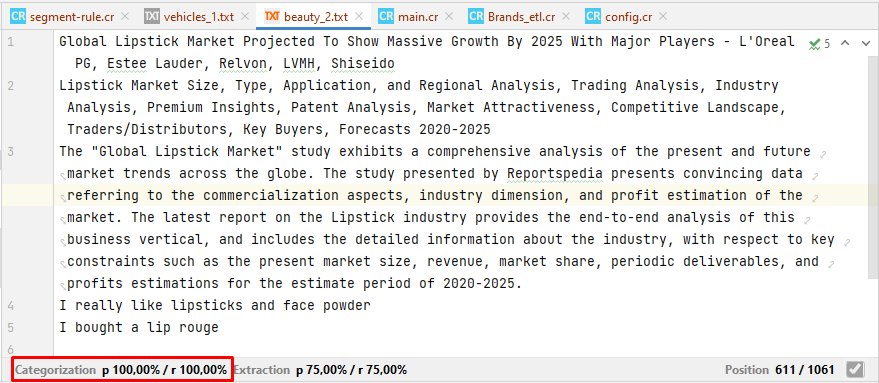 CR segment-rule.cr × TXT vehicles_1.txt × TXT beauty_2.txt × CR main.cr × CR Brands_etl.cr × CR config.cr ×
1 Global Lipstick Market Projected To Show Massive Growth By 2025 With Major Players - L'Oreal 5
PG, Estee Lauder, Relvon, LVMH, Shiseido
2 Lipstick Market Size, Type, Application, and Regional Analysis, Trading Analysis, Industry
Analysis, Premium Insights, Patent Analysis, Market Attractiveness, Competitive Landscape,
Traders/Distributors, Key Buyers, Forecasts 2020-2025
3 The "Global Lipstick Market" study exhibits a comprehensive analysis of the present and future
market trends across the globe. The study presented by Reportspedia presents convincing data
referring to the commercialization aspects, industry dimension, and profit estimation of the
market. The latest report on the Lipstick industry provides the end-to-end analysis of this
business vertical, and includes the detailed information about the industry, with respect to key
constraints such as the present market size, revenue, market share, periodic deliverables, and
profits estimations for the estimate period of 2020-2025.
4 I really like lipsticks and face powder
5 I bought a lip rouge
6
Categorization p 100,00% / r 100,00% Extraction p 75,00% / r 75,00% Position 611 / 1061